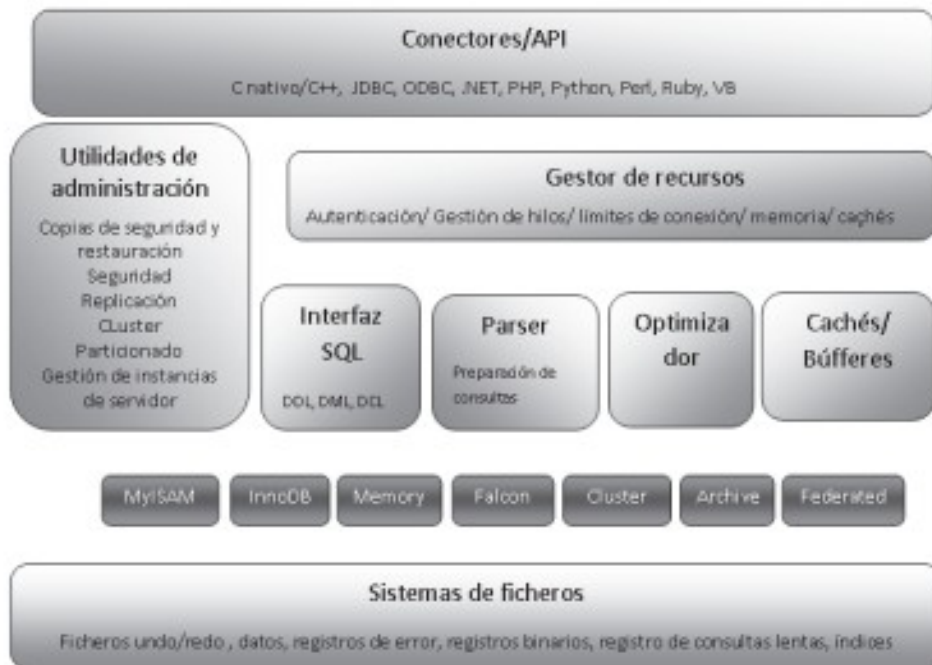 Conectores/API
C nativo/C++, JDBC, ODBC, .NET, PHP, Python, Perl, Ruby, VB
Utilidades de
administración
Copias de seguridad y
restauración
Seguridad
Replicación
CLuster
Particionado
Gestión de instancias
de servidor
Gestor de recursos
Autenticación/ Gestión de hilos/ límites de conexión/ memoria/ cachés
Interfaz
SQL
DDL, DML, DCL
Parser
Preparación de
consultas
Optimiza
dor
Cachés/
Búfferes
MyISAM
InnoDB
Memory
Falcon
Cluster
Archive
Federated
Sistemas de ficheros
Ficheros undo/redo , datos, registros de error, registros binarios, registro de consultas lentas, índices